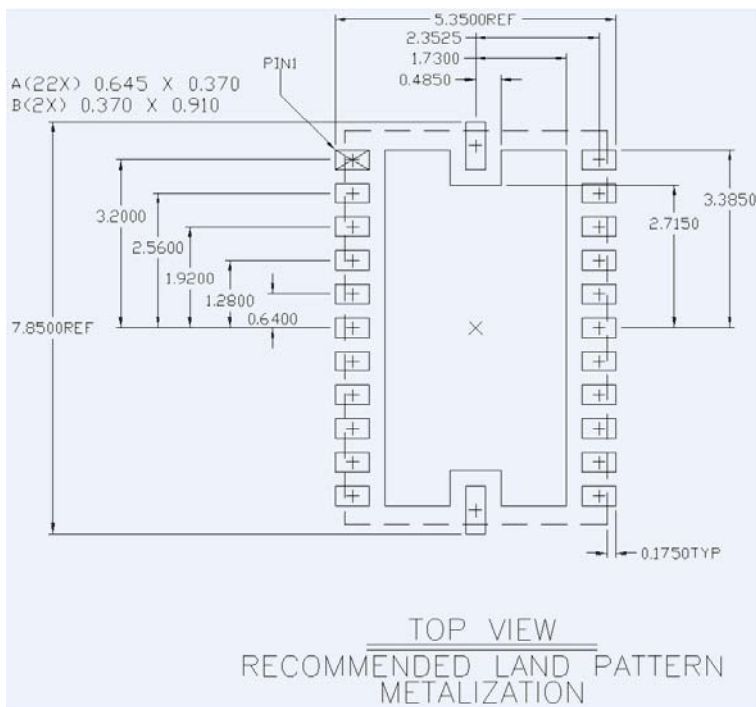 5.3500REF
2.3525
1.7300
0.4850
PIN1
A(22X) 0.645 X 0.370
B(2X) 0.370 X 0.910
3.2000
2.5600
1.9200
1.2800
0.6400
3.3850
2.7150
7.8500REF
0.1750TYP
TOP VIEW
RECOMMENDED LAND PATTERN
METALIZATION